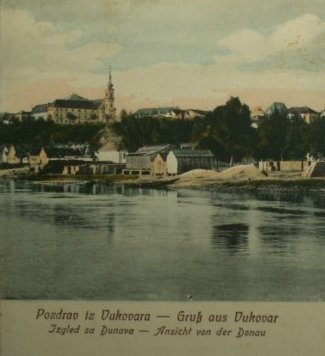 Pozdrav iz Vukovara — Gruß aus Vukovar
Izgled sa Dunava — Ansicht von der Donau